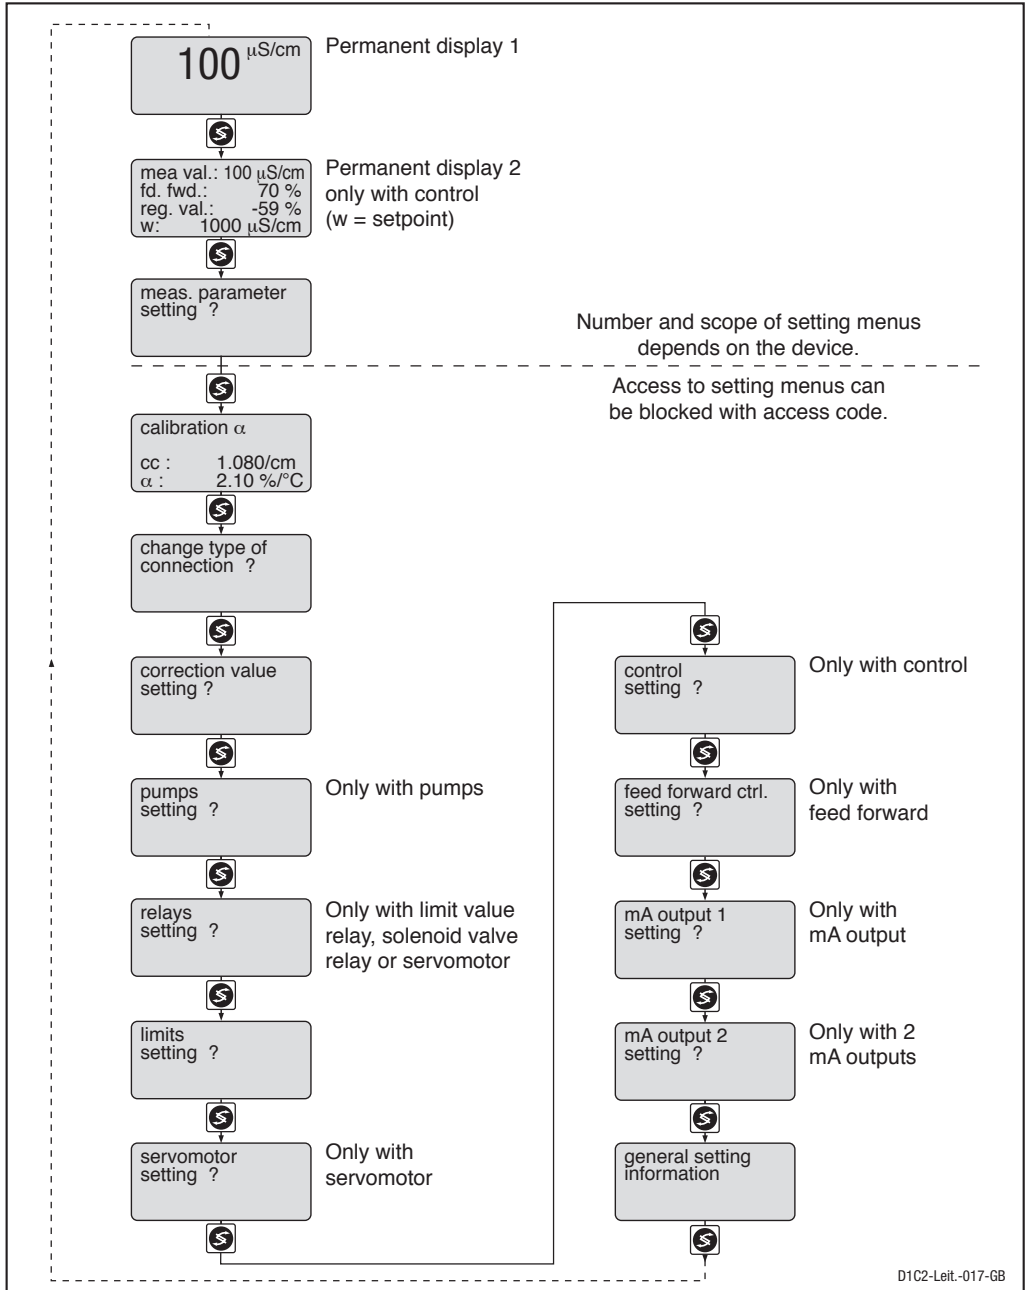 100 µS/cm
Permanent display 1
mea val.: 100 µS/cm
fd. fwd.: 70 %
reg. val.: -59 %
w: 1000 µS/cm
Permanent display 2
only with control
(w = setpoint)
meas. parameter
setting ?
Number and scope of setting menus
depends on the device.
Access to setting menus can
be blocked with access code.
calibration α
cc : 1.080/cm
α : 2.10 %/°C
change type of
connection ?
correction value
setting ?
pumps
setting ?
Only with pumps
relays
setting ?
Only with limit value
relay, solenoid valve
relay or servomotor
limits
setting ?
servomotor
setting ?
Only with
servomotor
control
setting ?
Only with control
feed forward ctrl.
setting ?
Only with
feed forward
mA output 1
setting ?
Only with
mA output
mA output 2
setting ?
Only with 2
mA outputs
general setting
information
D1C2-Leit.-017-GB